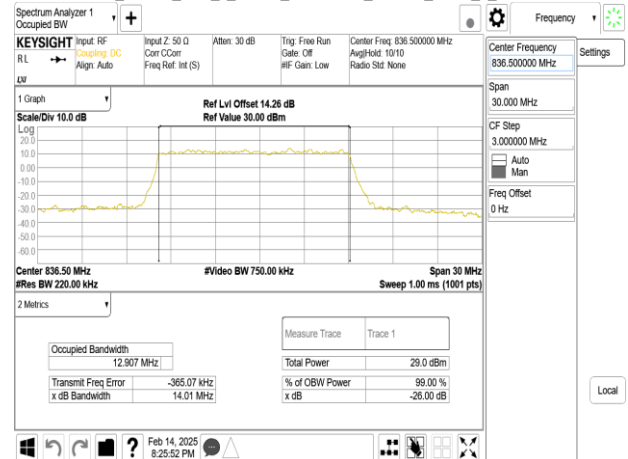 Spectrum Analyzer 1
Occupied BW
Frequency
KEYSIGHT
Input: RF
Coupling: DC
Align: Auto
Input Z: 50 Ω
Corr CCorr
Freq Ref: Int (S)
Atten: 30 dB
Trig: Free Run
Gate: Off
#IF Gain: Low
Center Freq: 836.500000 MHz
Avg|Hold: 10/10
Radio Std: None
RL
LXI
Center Frequency
836.500000 MHz
Settings
Span
30.000 MHz
CF Step
3.000000 MHz
Auto
Man
Freq Offset
0 Hz
Local
1 Graph
Scale/Div 10.0 dB
Ref Lvl Offset 14.26 dB
Ref Value 30.00 dBm
Log
20.0
10.0
0.00
-10.0
-20.0
-30.0
-40.0
-50.0
-60.0
Center 836.50 MHz
#Res BW 220.00 kHz
#Video BW 750.00 kHz
Span 30 MHz
Sweep 1.00 ms (1001 pts)
2 Metrics
Measure Trace Trace 1
Occupied Bandwidth
12.907 MHz
Total Power 29.0 dBm
Transmit Freq Error -365.07 kHz
% of OBW Power 99.00 %
x dB Bandwidth 14.01 MHz
x dB -26.00 dB
Feb 14, 2025
8:25:52 PM